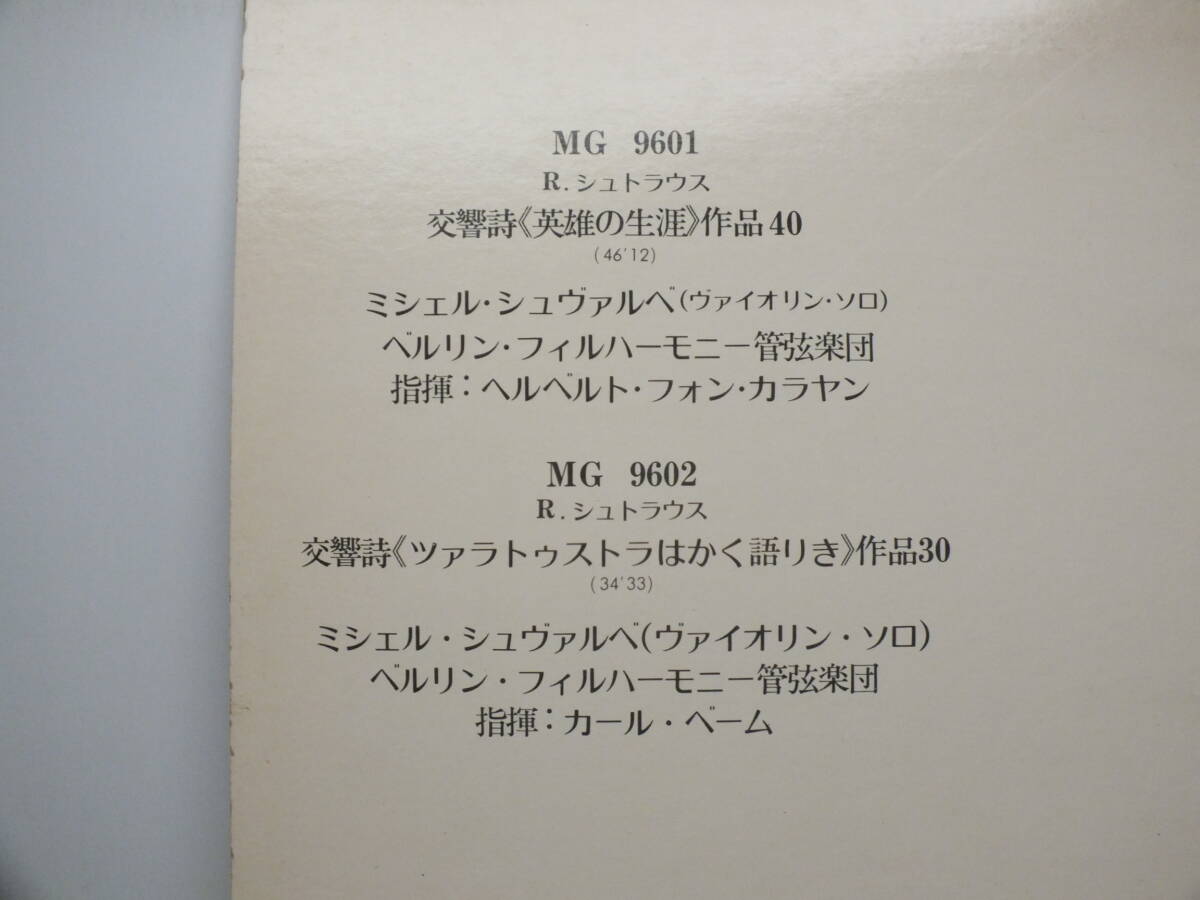 MG 9601
R. シュトラウス
交響詩《英雄の生涯》作品40
(46'12)
ミシェル・シュヴァルベ(ヴァイオリン・ソロ)
ベルリン・フィルハーモニー管弦楽団
指揮：ヘルベルト・フォン・カラヤン
MG 9602
R. シュトラウス
交響詩《ツァラトゥストラはかく語りき》作品30
(34'33)
ミシェル・シュヴァルベ(ヴァイオリン・ソロ)
ベルリン・フィルハーモニー管弦楽団
指揮：カール・ベーム